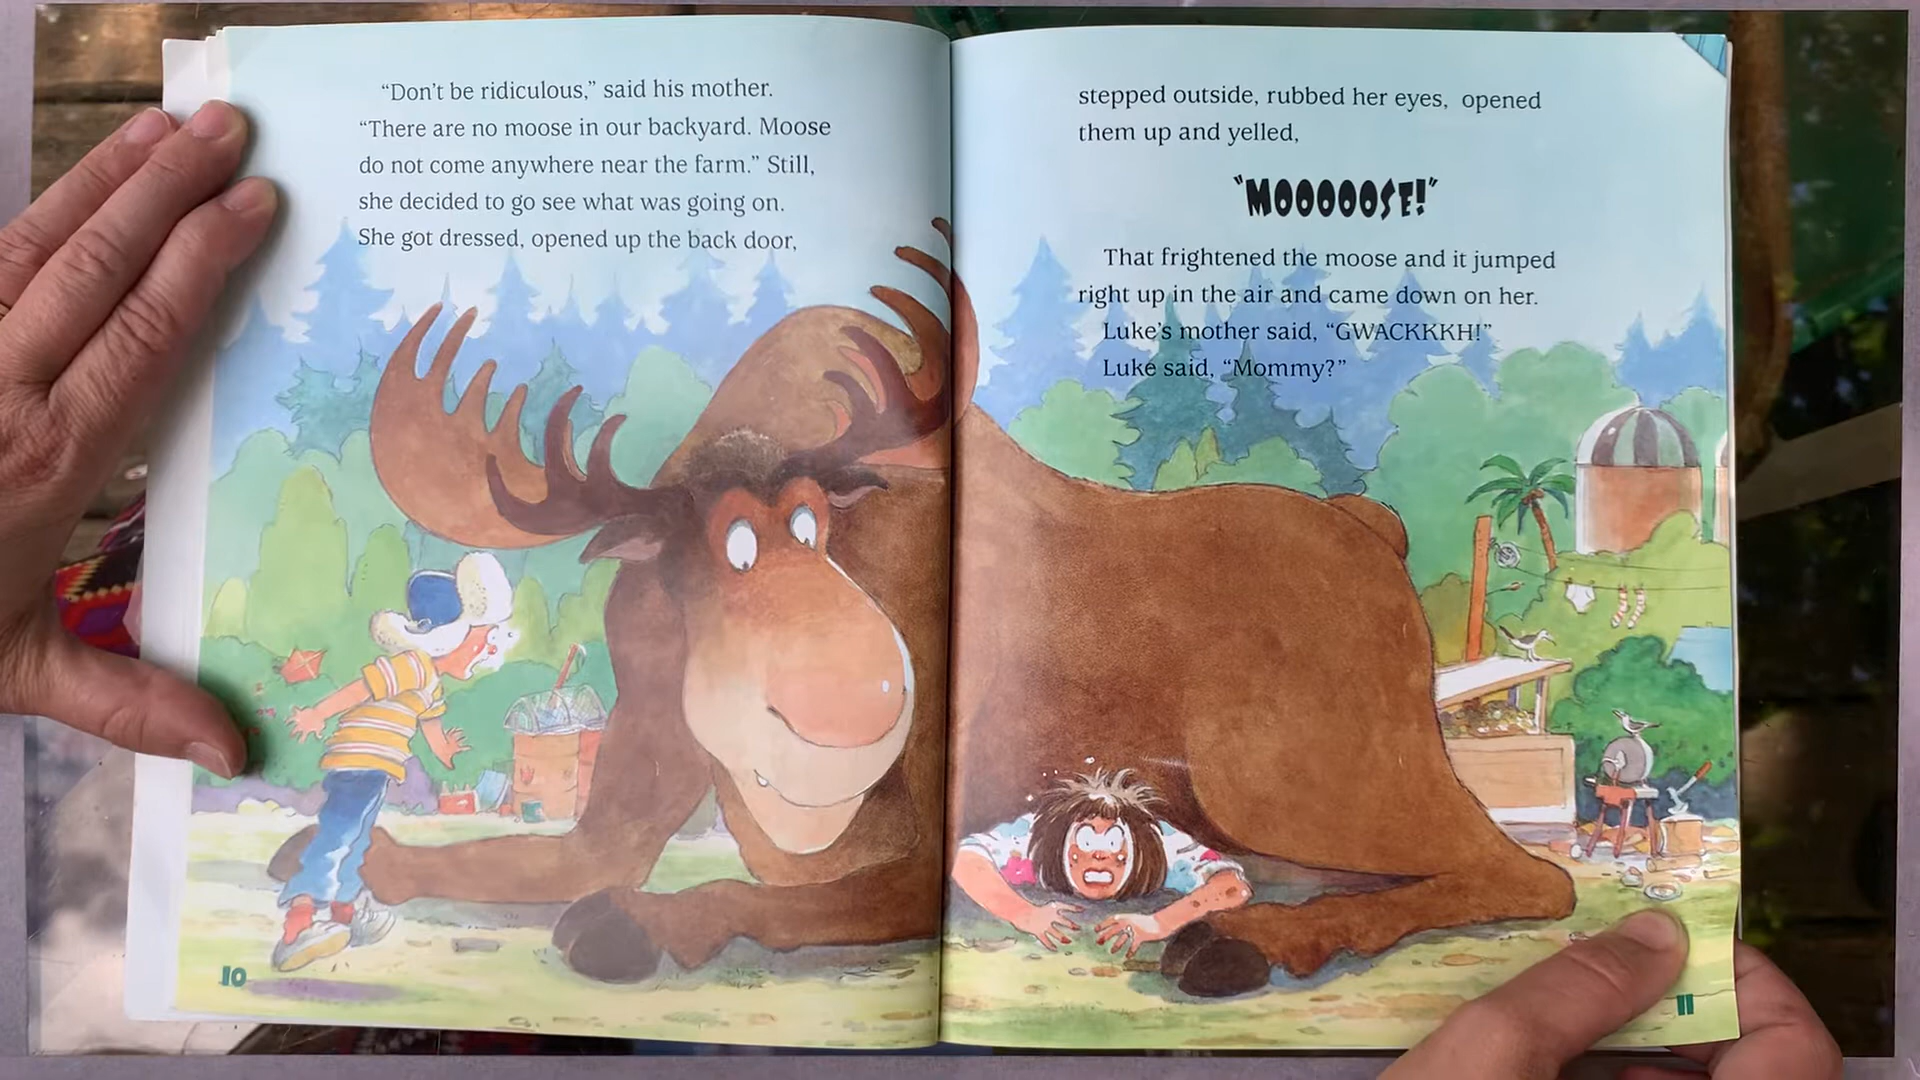 “Don’t be ridiculous,” said his mother.
“There are no moose in our backyard. Moose
do not come anywhere near the farm.” Still,
she decided to go see what was going on.
She got dressed, opened up the back door,
10
stepped outside, rubbed her eyes, opened
them up and yelled,
“MOOOOOSE!”
That frightened the moose and it jumped
right up in the air and came down on her.
Luke’s mother said, “GWACKKKH!”
Luke said, “Mommy?”
11